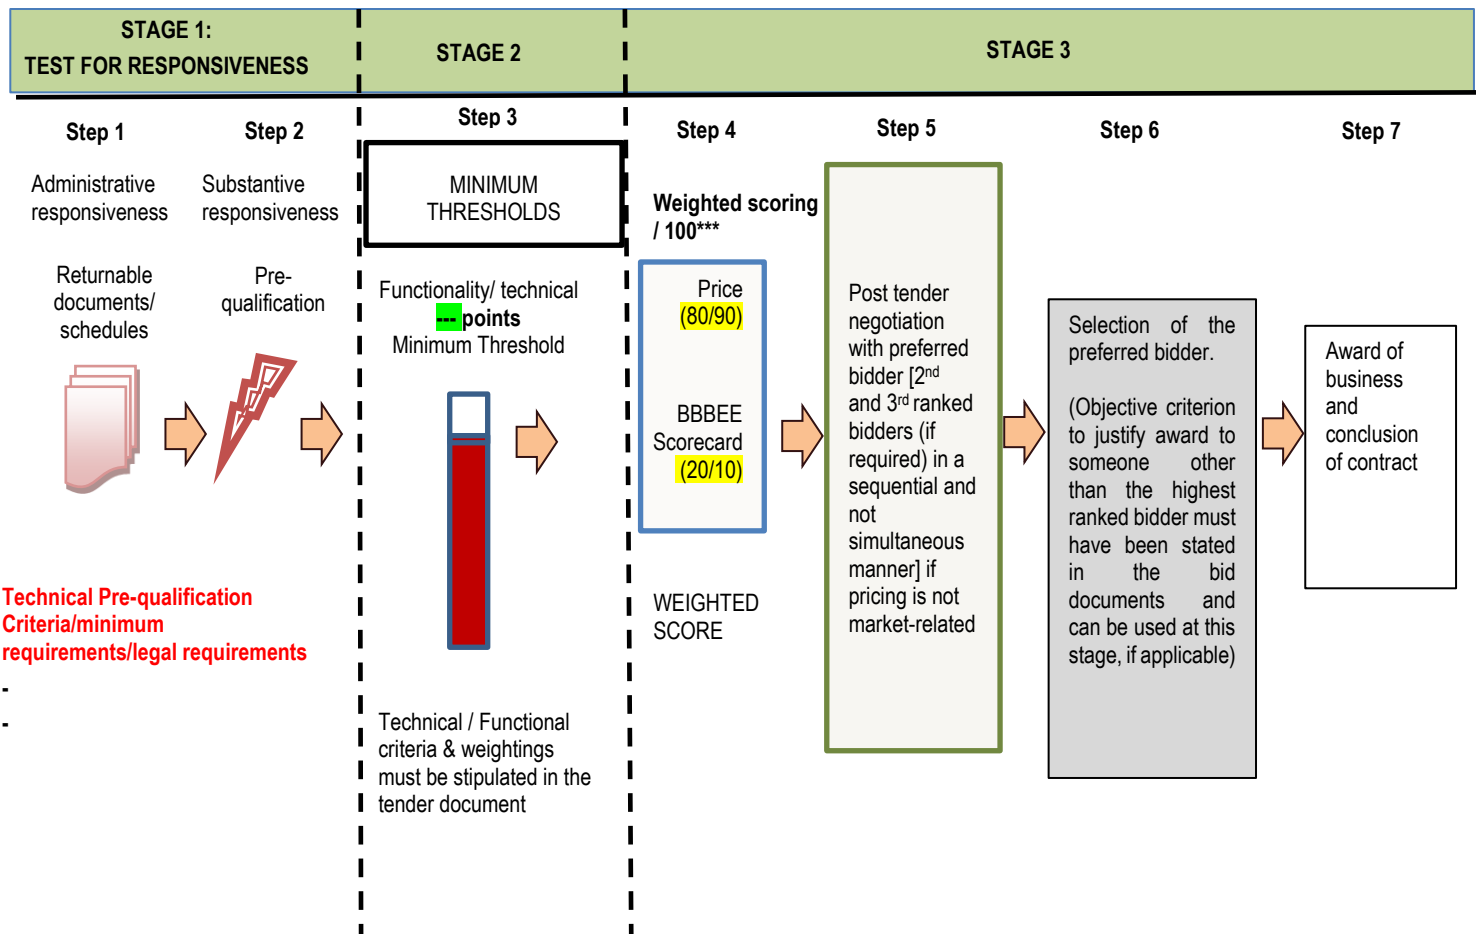 STAGE 1:
TEST FOR RESPONSIVENESS
STAGE 2
STAGE 3
Step 1
Step 2
Step 3
Step 4
Step 5
Step 6
Step 7
Administrative
responsiveness
Returnable
documents/
schedules
Substantive
responsiveness
Pre-
qualification
Technical Pre-qualification
Criteria/minimum
requirements/legal requirements
-
-
MINIMUM
THRESHOLDS
Functionality/ technical
--- points
Minimum Threshold
Technical / Functional
criteria & weightings
must be stipulated in the
tender document
Weighted scoring
/ 100***
Price
(80/90)
BBBEE
Scorecard
(20/10)
WEIGHTED
SCORE
Post tender
negotiation
with preferred
bidder [2nd
and 3rd ranked
bidders (if
required) in a
sequential and
not
simultaneous
manner] if
pricing is not
market-related
Selection of the
preferred bidder.
(Objective criterion
to justify award to
someone other
than the highest
ranked bidder must
have been stated
in the bid
documents and
can be used at this
stage, if applicable)
Award of
business
and
conclusion
of contract